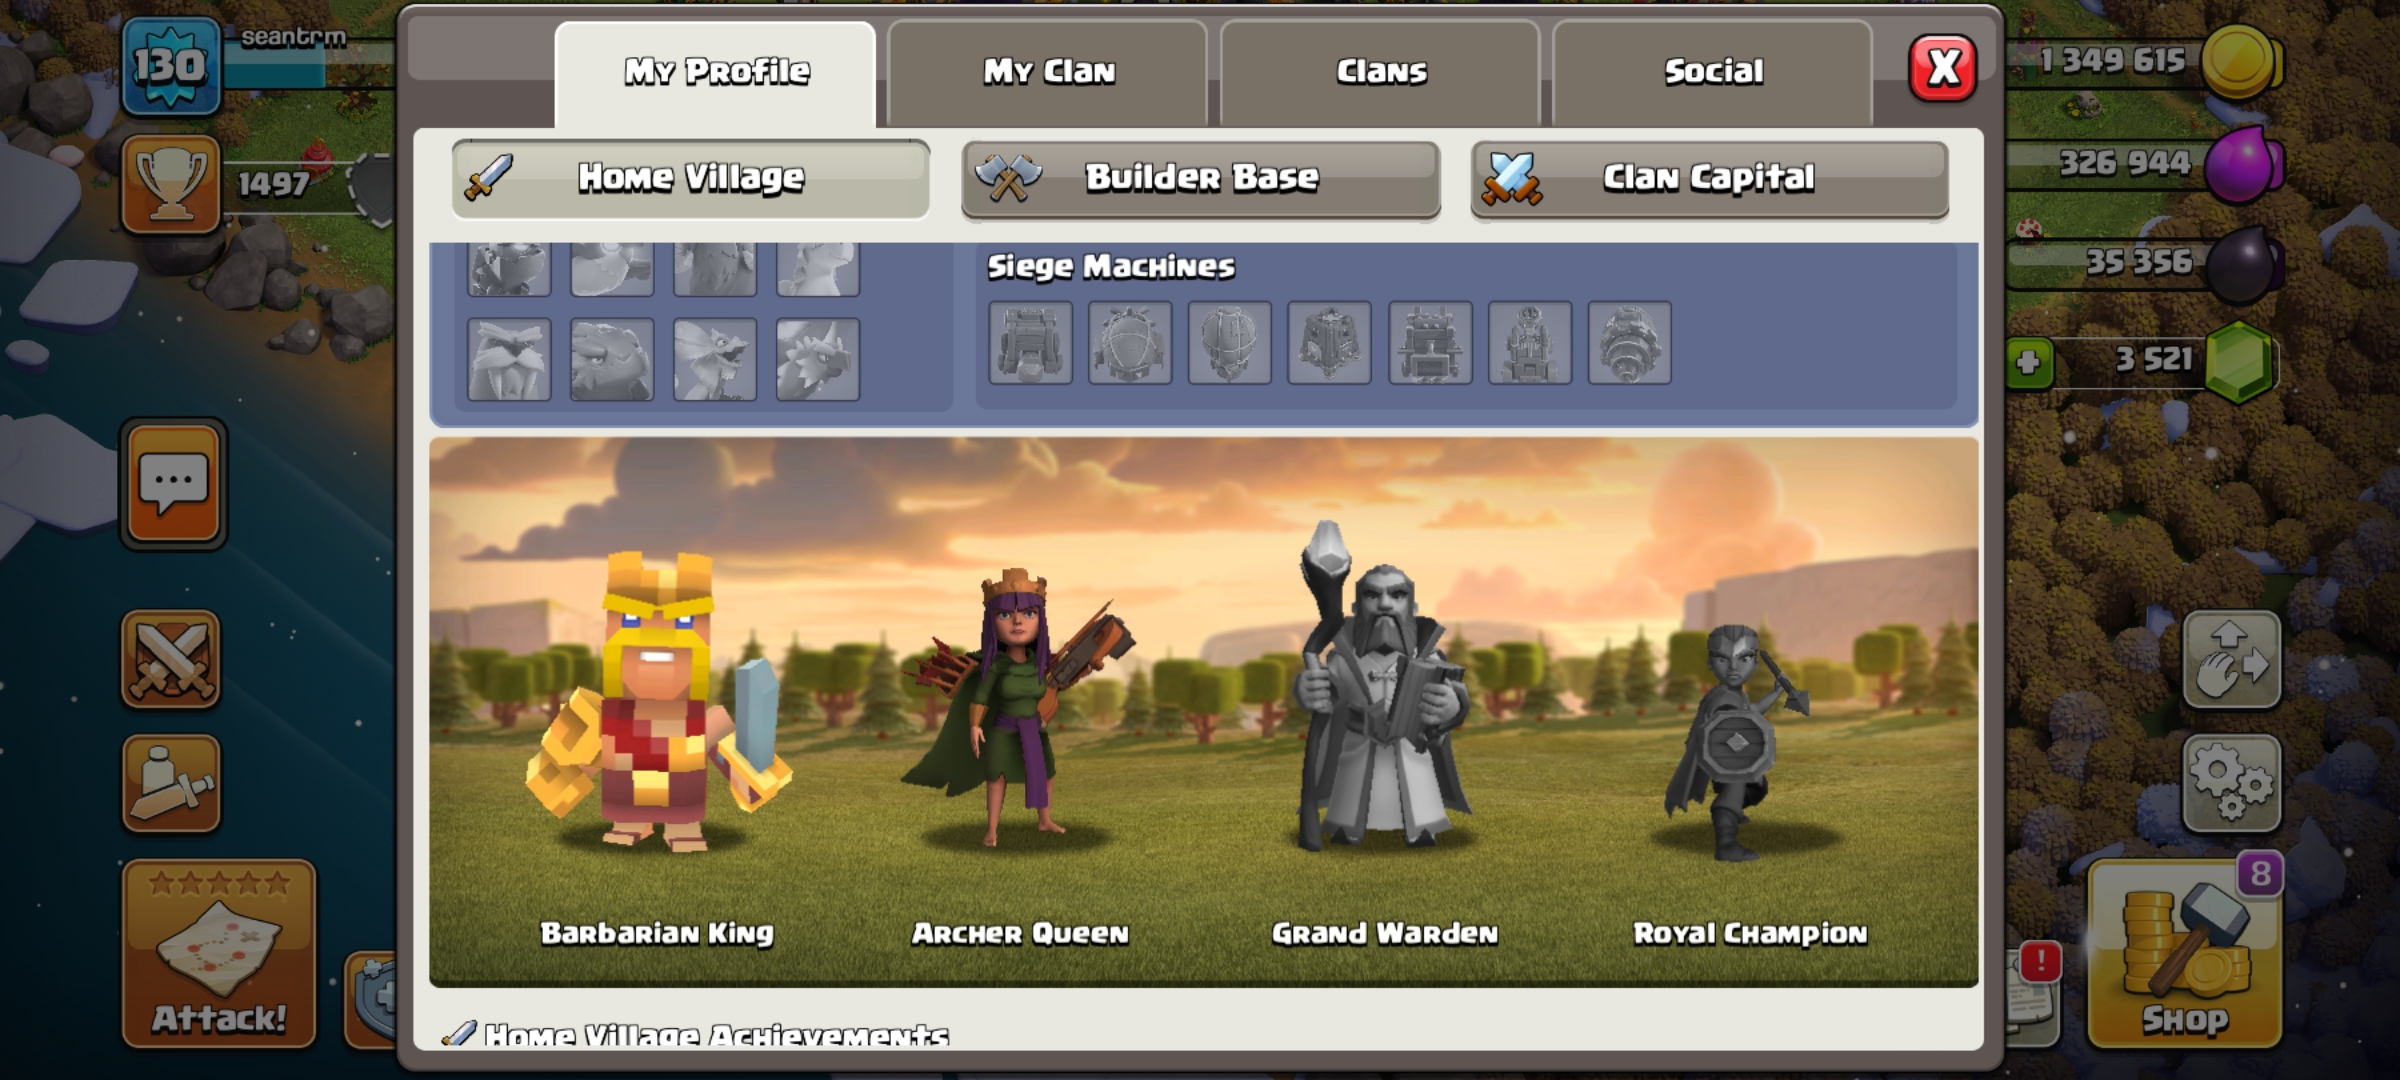 130
seantrm
My Profile
My Clan
Clans
Social
X
1 349 615
1497
Home Village
Builder Base
Clan Capital
326 944
Siege Machines
35 356
3 521
Barbarian King
Archer Queen
Grand Warden
Royal Champion
8
!
Attack!
Shop
Home Village Achievements